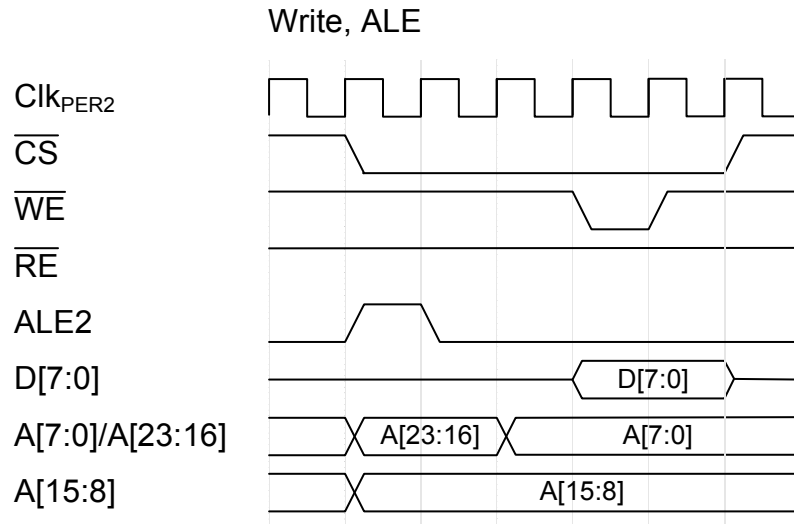 Write, ALE
ClkPER2
CS
WE
RE
ALE2
D[7:0] D[7:0]
A[7:0]/A[23:16] A[23:16] A[7:0]
A[15:8] A[15:8]